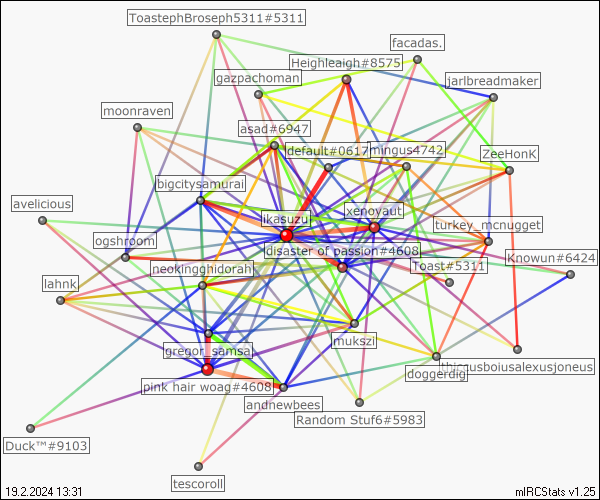 ToastephBroseph5311#5311
facadas.
Heighleaigh#8575
gazpachoman
jarlbreadmaker
moonraven
asad#6947
default#0617
mingus4742
ZeeHonK
bigcitysamurai
avelicious
ikasuzu
xenoyaut
turkey_mcnugget
ogshroom
disaster of passion#4608
Knowun#6424
neokingghidorah
Toast#5311
lahnk
mukszi
gregor_samsa
doggerdig
pink hair woag#4608
andnewbees
Random Stuf6#5983
Duck™#9103
tescoroll
19.2.2024 13:31
mIRCStats v1.25